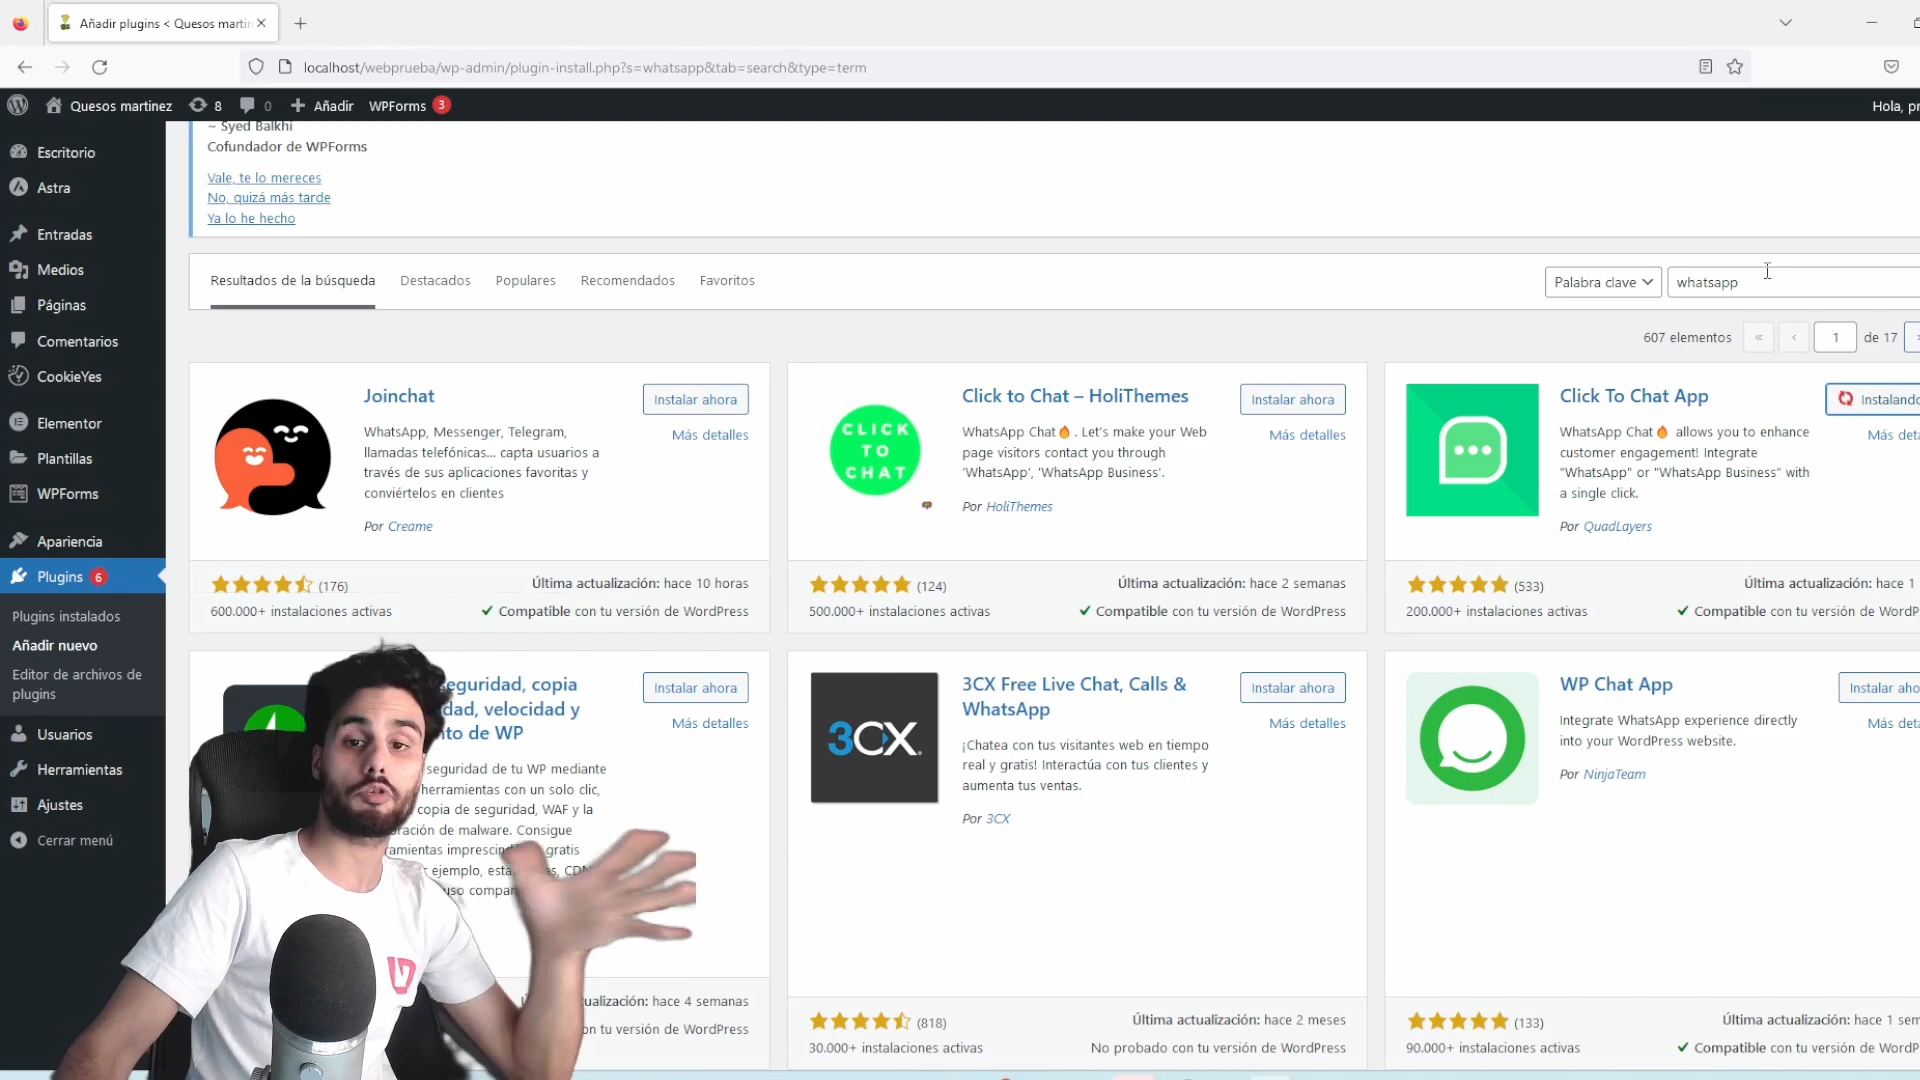 Añadir plugins < Quesos martin
localhost/webprueba/wp-admin/plugin-install.php?s=whatsapp&tab=search&type=term
Quesos martinez
8
0
Añadir
WPForms 3
Hola, pr
Escritorio
Astra
Entradas
Medios
Páginas
Comentarios
CookieYes
Elementor
Plantillas
WPForms
Apariencia
Plugins 6
Plugins instalados
Añadir nuevo
Editor de archivos de
plugins
Usuarios
Herramientas
Ajustes
Cerrar menú
~ Syed Balkhi
Cofundador de WPForms
Vale, te lo mereces
No, quizá más tarde
Ya lo he hecho
Resultados de la búsqueda
Destacados
Populares
Recomendados
Favoritos
Palabra clave
whatsapp
607 elementos
«
‹
1
de 17
Joinchat
Instalar ahora
Más detalles
WhatsApp, Messenger, Telegram,
llamadas telefónicas... capta usuarios a
través de sus aplicaciones favoritas y
conviértelos en clientes
Por Creame
(176)
600.000+ instalaciones activas
Última actualización: hace 10 horas
Compatible con tu versión de WordPress
CLICK
TO
CHAT
Click to Chat – HoliThemes
Instalar ahora
Más detalles
WhatsApp Chat🔥. Let's make your Web
page visitors contact you through
'WhatsApp', 'WhatsApp Business'.
Por HoliThemes
(124)
500.000+ instalaciones activas
Última actualización: hace 2 semanas
Compatible con tu versión de WordPress
Click To Chat App
Instalando
Más deta
WhatsApp Chat🔥 allows you to enhance
customer engagement! Integrate
"WhatsApp" or "WhatsApp Business" with
a single click.
Por QuadLayers
(533)
200.000+ instalaciones activas
Última actualización: hace 1
Compatible con tu versión de WordP
eguridad, copia
dad, velocidad y
nto de WP
Instalar ahora
Más detalles
seguridad de tu WP mediante
herramientas con un solo clic,
copia de seguridad, WAF y la
ración de malware. Consigue
amientas imprescind gratis
ejemplo, esta as, CDN
uso compar
ualización: hace 4 semanas
on tu versión de WordPress
3CX
3CX Free Live Chat, Calls &
WhatsApp
Instalar ahora
Más detalles
¡Chatea con tus visitantes web en tiempo
real y gratis! Interactúa con tus clientes y
aumenta tus ventas.
Por 3CX
(818)
30.000+ instalaciones activas
Última actualización: hace 2 meses
No probado con tu versión de WordPress
WP Chat App
Instalar aho
Más deta
Integrate WhatsApp experience directly
into your WordPress website.
Por NinjaTeam
(133)
90.000+ instalaciones activas
Última actualización: hace 1 sem
Compatible con tu versión de WordP